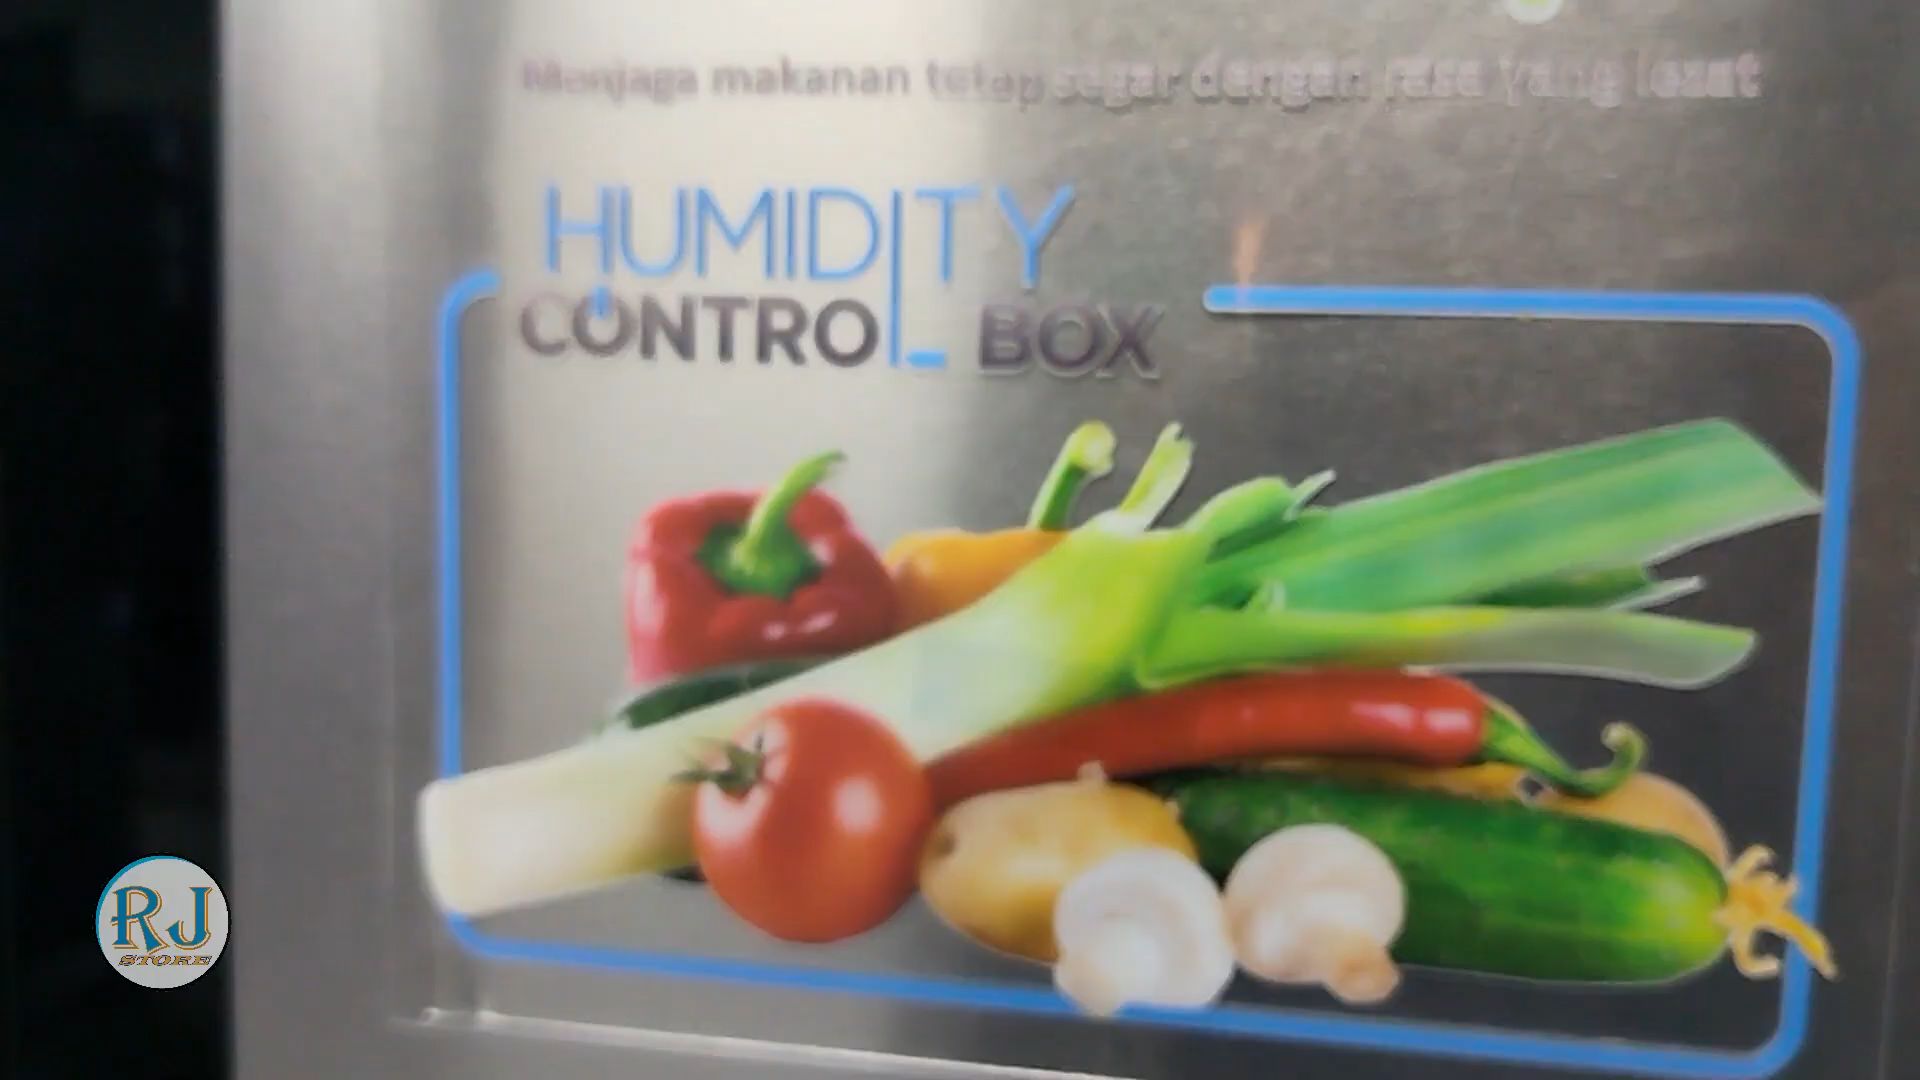 Menjaga makanan tetap segar dengan rasa yang lezat
HUMIDITY
CONTROL BOX
RJ
STORE